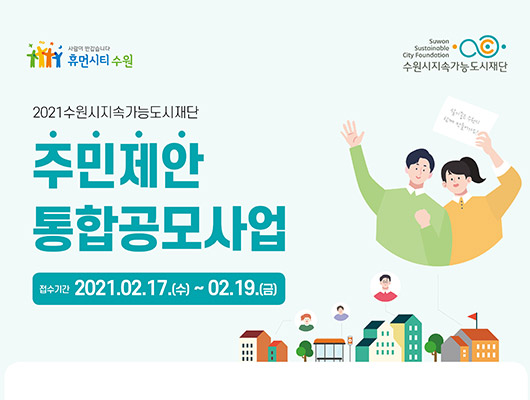 사람이 반갑습니다
휴먼시티 수원
Suwon
Sustainable
City Foundation
수원시지속가능도시재단
2021수원시지속가능도시재단
주민제안
통합공모사업
접수기간 2021.02.17.(수) ~ 02.19.(금)